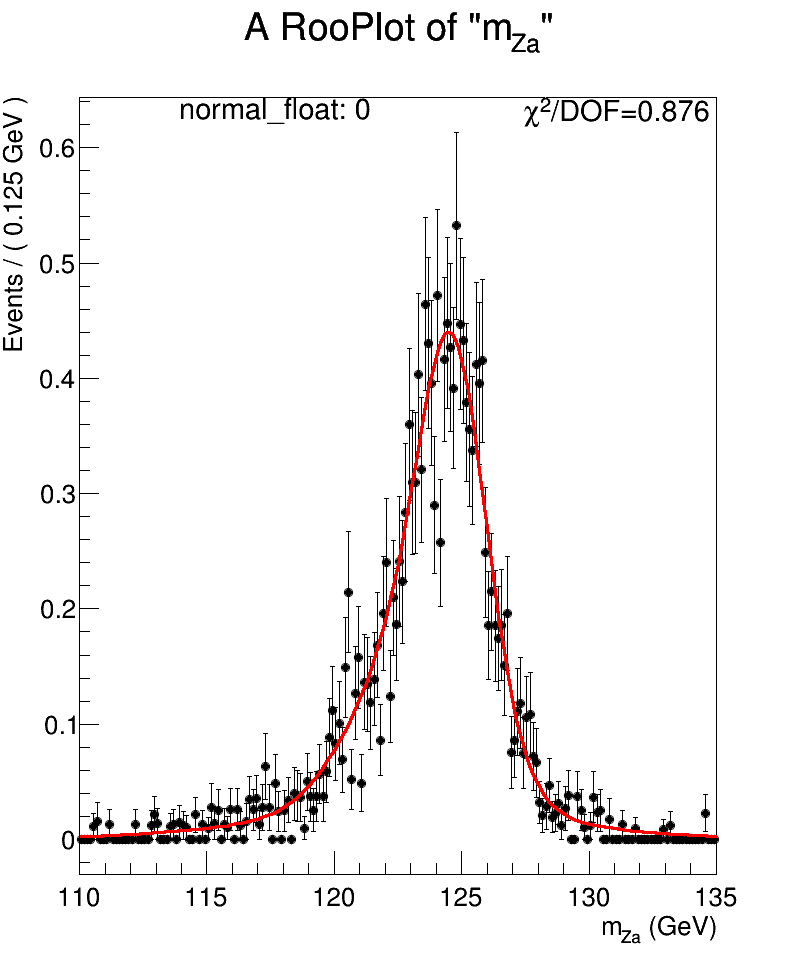 A RooPlot of "m_Za"
normal_float: 0
χ²/DOF=0.876
Events / ( 0.125 GeV )
0.6
0.5
0.4
0.3
0.2
0.1
0
110 115 120 125 130 135
m_Za (GeV)